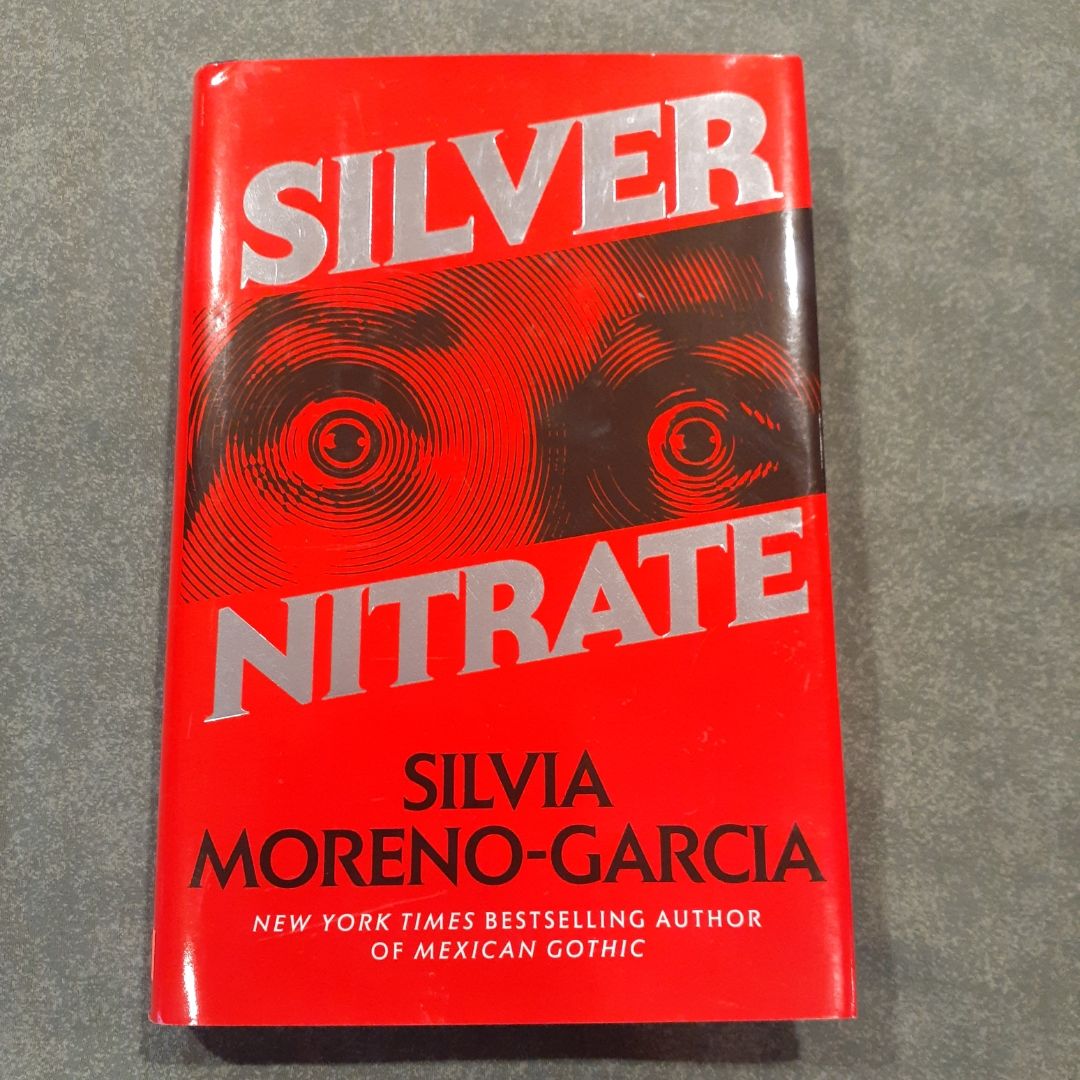 SILVER
NITRATE
SILVIA
MORENO-GARCIA
NEW YORK TIMES BESTSELLING AUTHOR
OF MEXICAN GOTHIC